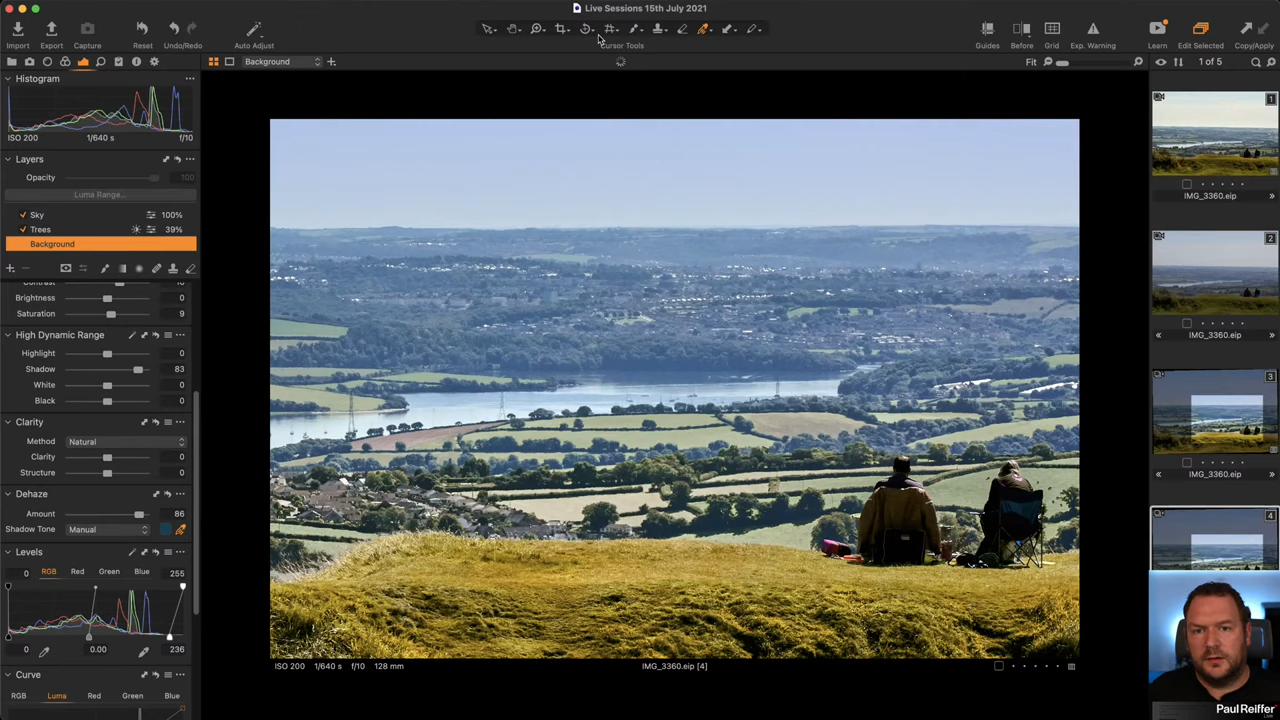 Live Sessions 15th July 2021
Import
Export
Capture
Reset
Undo/Redo
Auto Adjust
Cursor Tools
Guides
Before
Grid
Exp. Warning
Learn
Edit Selected
Copy/Apply
Background
Fit
1 of 5
Histogram
ISO 200 1/640 s f/10
Layers
Opacity 100
Luma Range...
Sky 100%
Trees 39%
Background
Contrast 10
Brightness 0
Saturation 9
High Dynamic Range
Highlight 0
Shadow 83
White 0
Black 0
Clarity
Method Natural
Clarity 0
Structure 0
Dehaze
Amount 86
Shadow Tone Manual
Levels
0 RGB Red Green Blue 255
0 0.00 236
Curve
RGB Luma Red Green Blue
ISO 200 1/640 s f/10 128 mm
IMG_3360.eip [4]
1
IMG_3360.eip
2
IMG_3360.eip
3
IMG_3360.eip
4
PaulReiffer